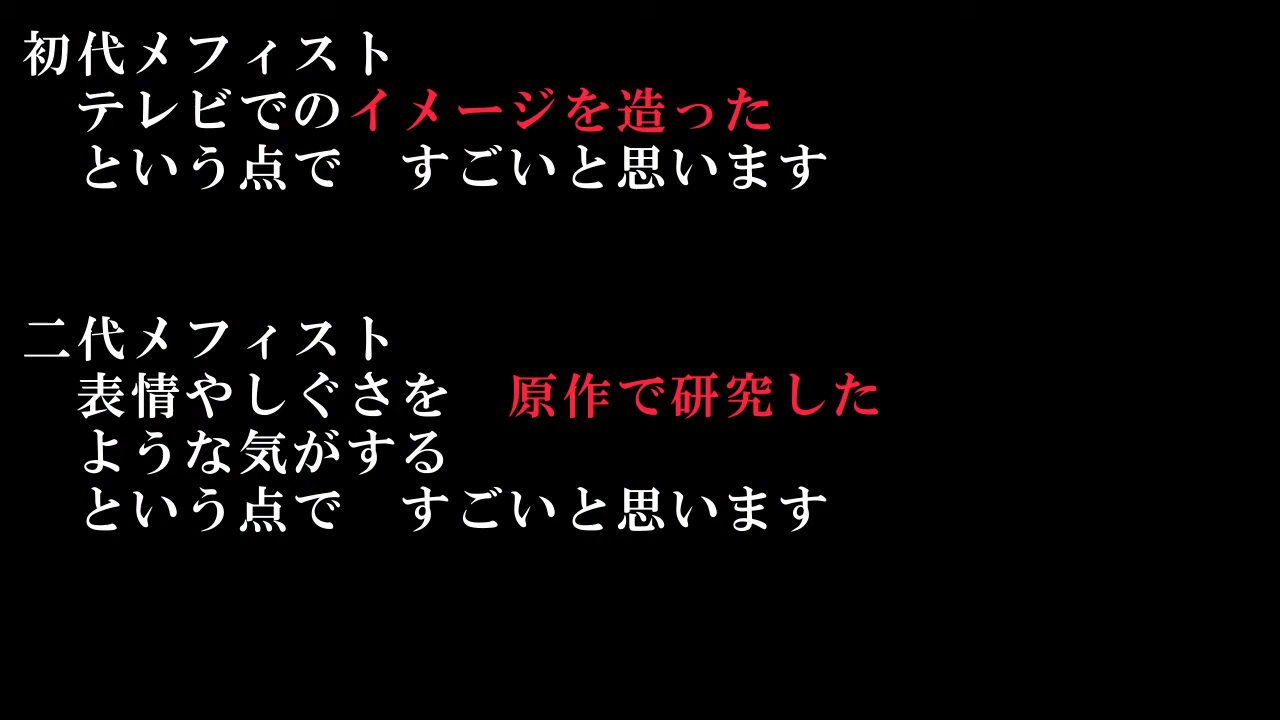 初代メフィスト
テレビでのイメージを造った
という点で　すごいと思います
二代メフィスト
表情やしぐさを　原作で研究した
ような気がする
という点で　すごいと思います